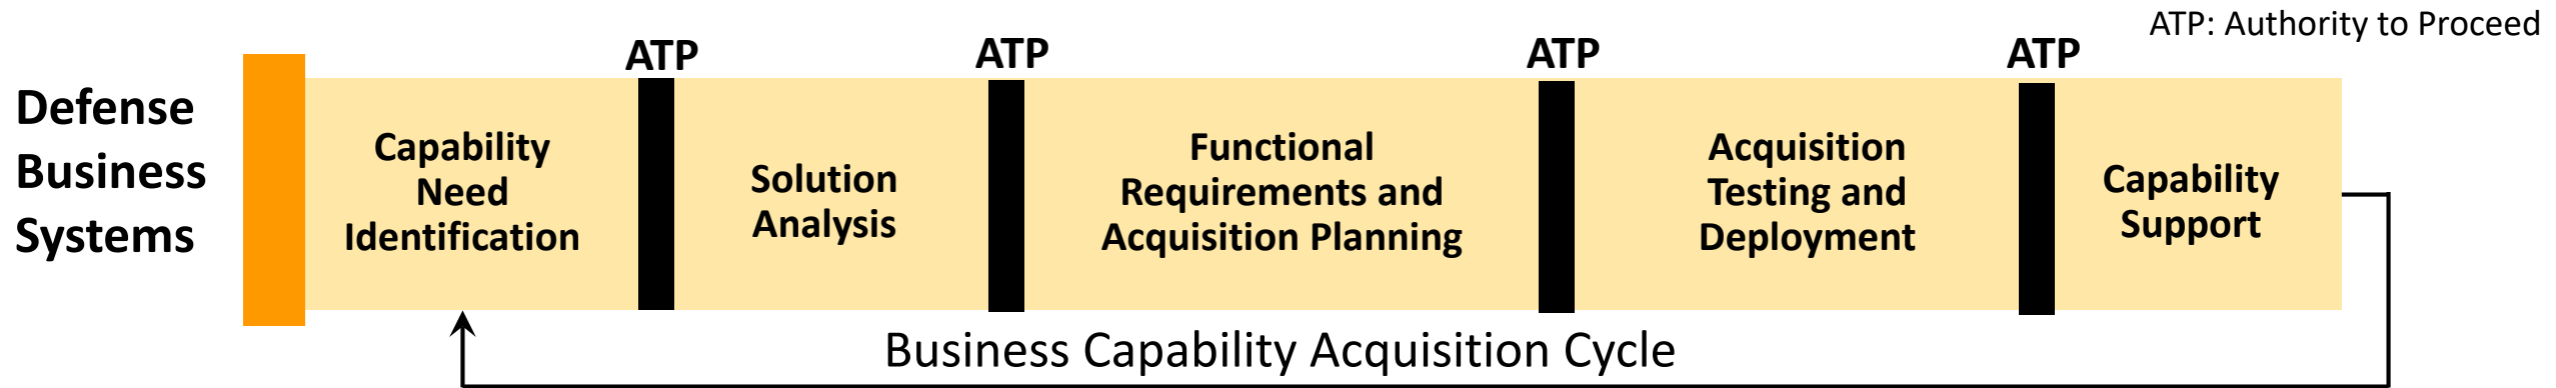 ATP: Authority to Proceed
ATP
ATP
ATP
ATP
Defense
Business
Systems
Capability
Need
Identification
Solution
Analysis
Functional
Requirements and
Acquisition Planning
Acquisition
Testing and
Deployment
Capability
Support
Business Capability Acquisition Cycle